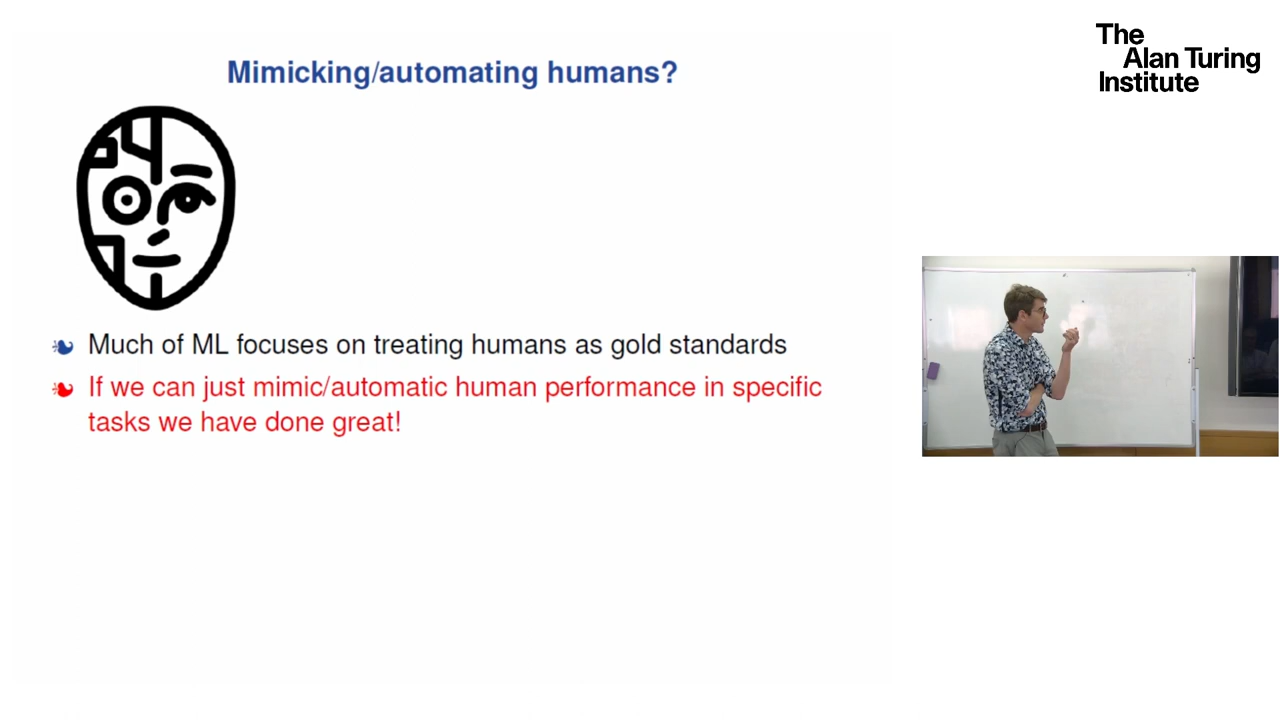 Mimicking/automating humans?
Much of ML focuses on treating humans as gold standards
If we can just mimic/automatic human performance in specific
tasks we have done great!
The
Alan Turing
Institute